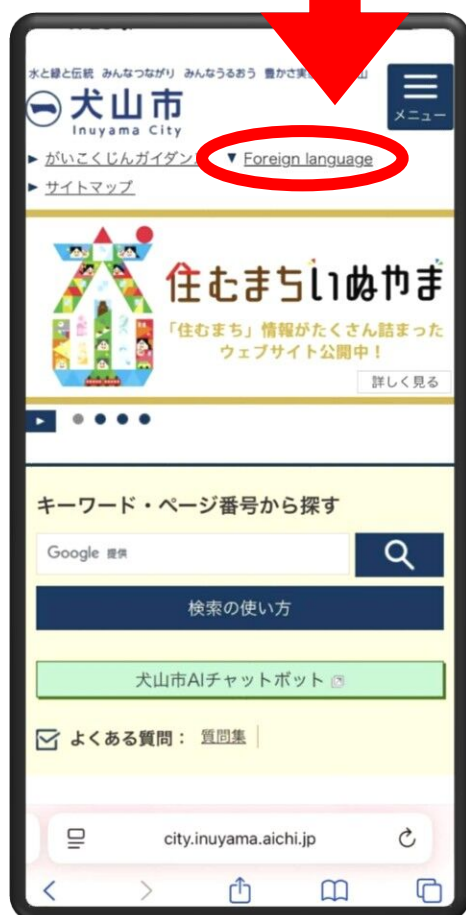 水と緑と伝統 みんなつながり みんなうるおう 豊かさ実
犬山市
Inuyama City
メニュー
▶ がいこくじんガイダン
▼ Foreign language
▶ サイトマップ
住むまちいぬやま
「住むまち」情報がたくさん詰まった
ウェブサイト公開中！
詳しく見る
キーワード・ページ番号から探す
Google 提供
検索の使い方
犬山市AIチャットボット
よくある質問： 質問集
city.inuyama.aichi.jp